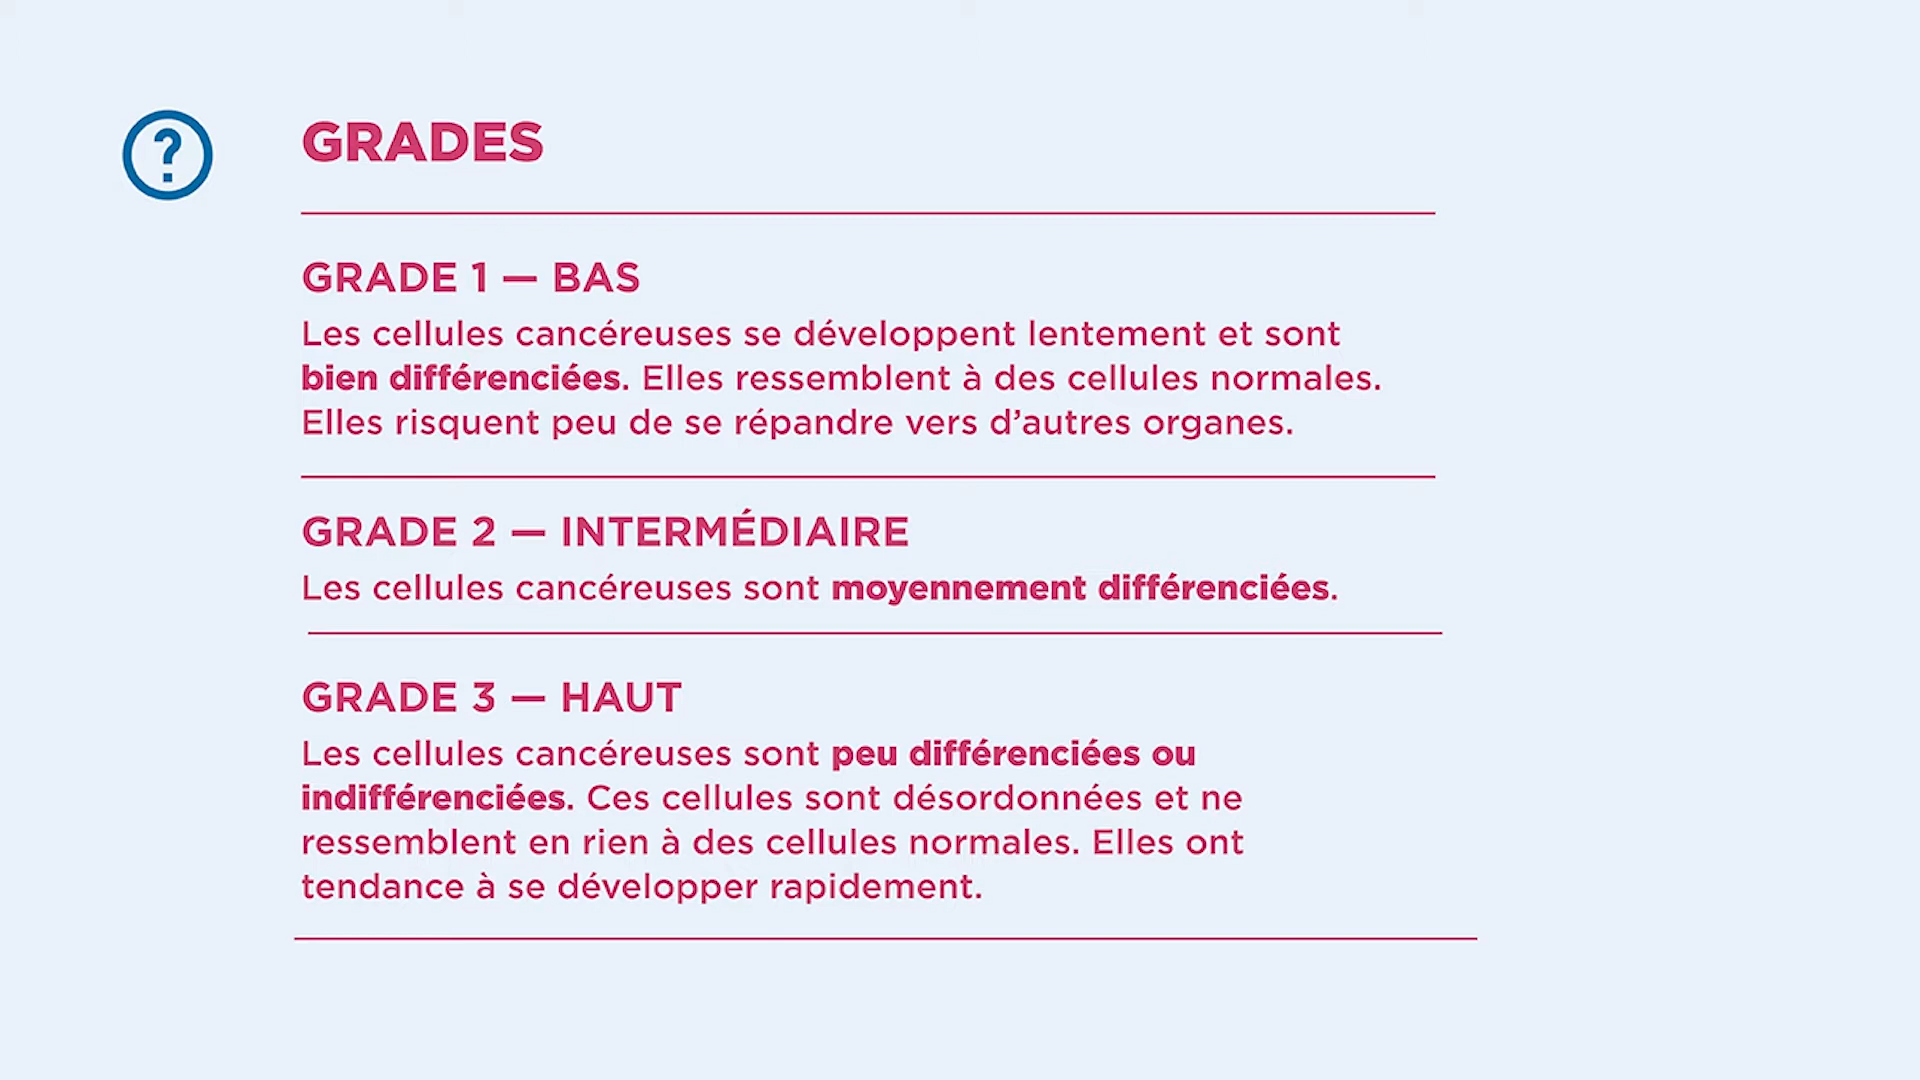 ?
GRADES
GRADE 1 — BAS
Les cellules cancéreuses se développent lentement et sont
bien différenciées. Elles ressemblent à des cellules normales.
Elles risquent peu de se répandre vers d’autres organes.
GRADE 2 — INTERMÉDIAIRE
Les cellules cancéreuses sont moyennement différenciées.
GRADE 3 — HAUT
Les cellules cancéreuses sont peu différenciées ou
indifférenciées. Ces cellules sont désordonnées et ne
ressemblent en rien à des cellules normales. Elles ont
tendance à se développer rapidement.